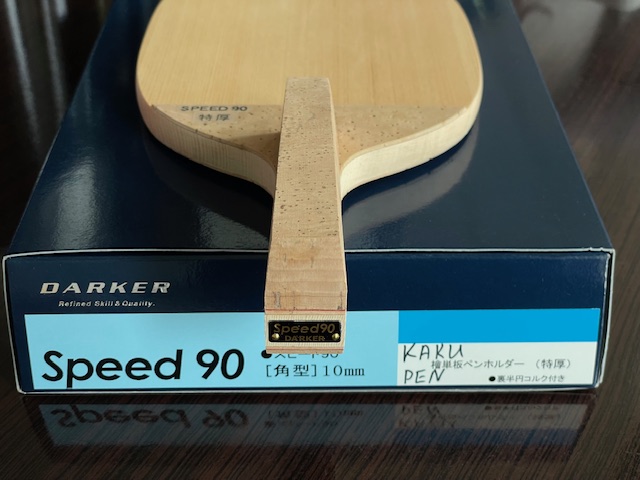 SPEED 90
特厚
DARKER
Refined Skill & Quality.
Speed90
DARKER
Speed 90
[角型]10mm
KAKU
PEN
檜単板ペンホルダー (特厚)
●裏半円コルク付き